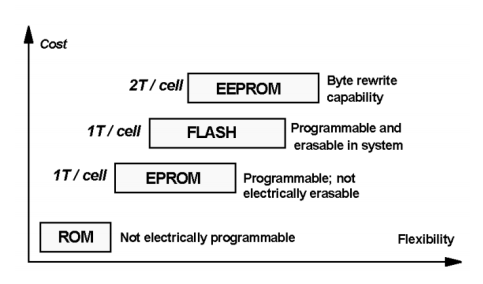 Cost
2T / cell
EEPROM
Byte rewrite
capability
1T / cell
FLASH
Programmable and
erasable in system
1T / cell
EPROM
Programmable; not
electrically erasable
ROM
Not electrically programmable
Flexibility